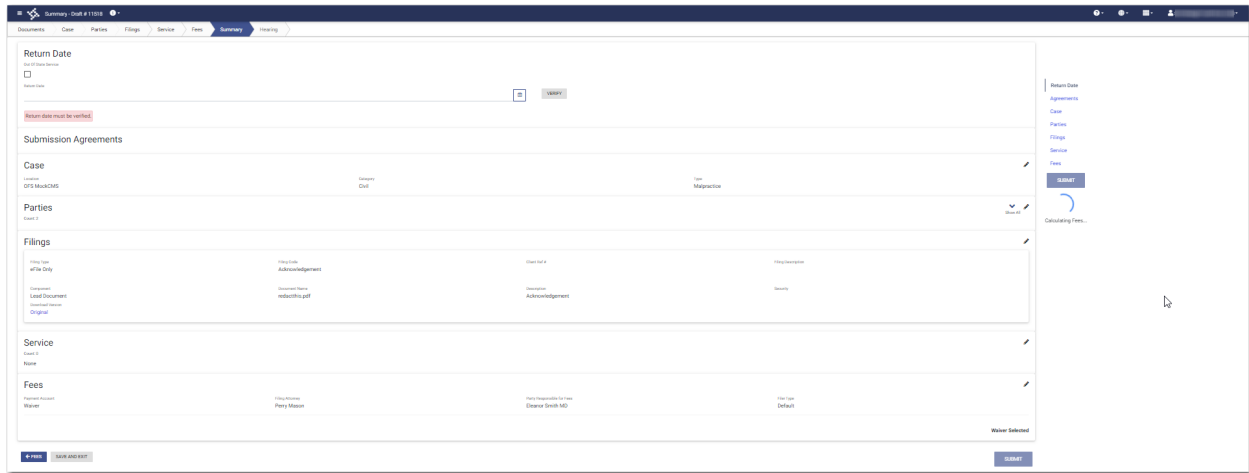 Summary - Draft # 11518
Documents Case Parties Filings Service Fees Summary Hearing
Return Date
Out Of State Service
Return Date
VERIFY
Return date must be verified.
Submission Agreements
Case
Location Category Type
OFS MockCMS Civil Malpractice
Parties
Count 2
Show All
Filings
Filing Type Filing Code Client Ref # Filing Description
eFile Only Acknowledgement
Component Document Name Description Security
Lead Document redactthis.pdf Acknowledgement
Download Version
Original
Service
None
Fees
Payment Account Filing Attorney Party Responsible for Fees Filer Type
Waiver Perry Mason Eleanor Smith MD Default
Waiver Selected
FEES SAVE AND EXIT SUBMIT
Return Date
Agreements
Case
Parties
Filings
Service
Fees
SUBMIT
Calculating Fees...